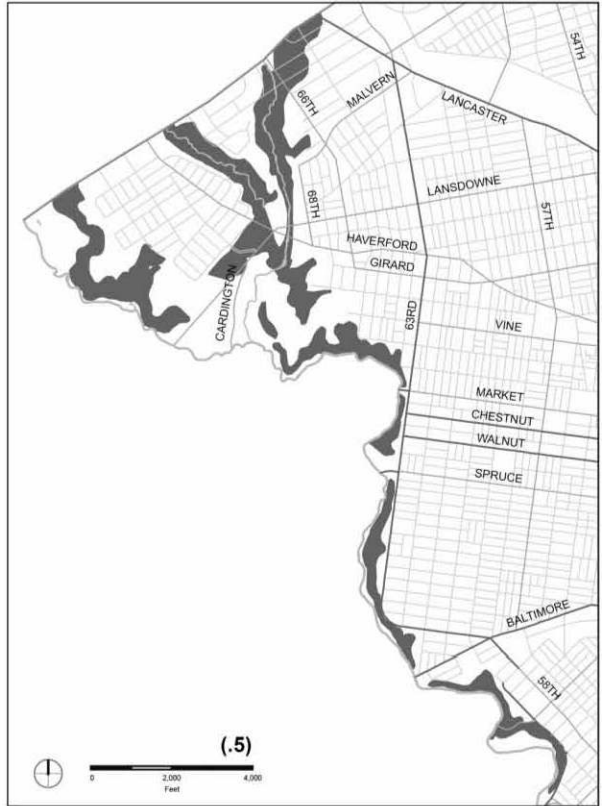 54TH
66TH
MALVERN
LANCASTER
LANSDOWNE
68TH
57TH
HAVERFORD
GIRARD
CARDINGTON
63RD
VINE
MARKET
CHESTNUT
WALNUT
SPRUCE
BALTIMORE
58TH
(.5)
0 2,000 4,000
Feet